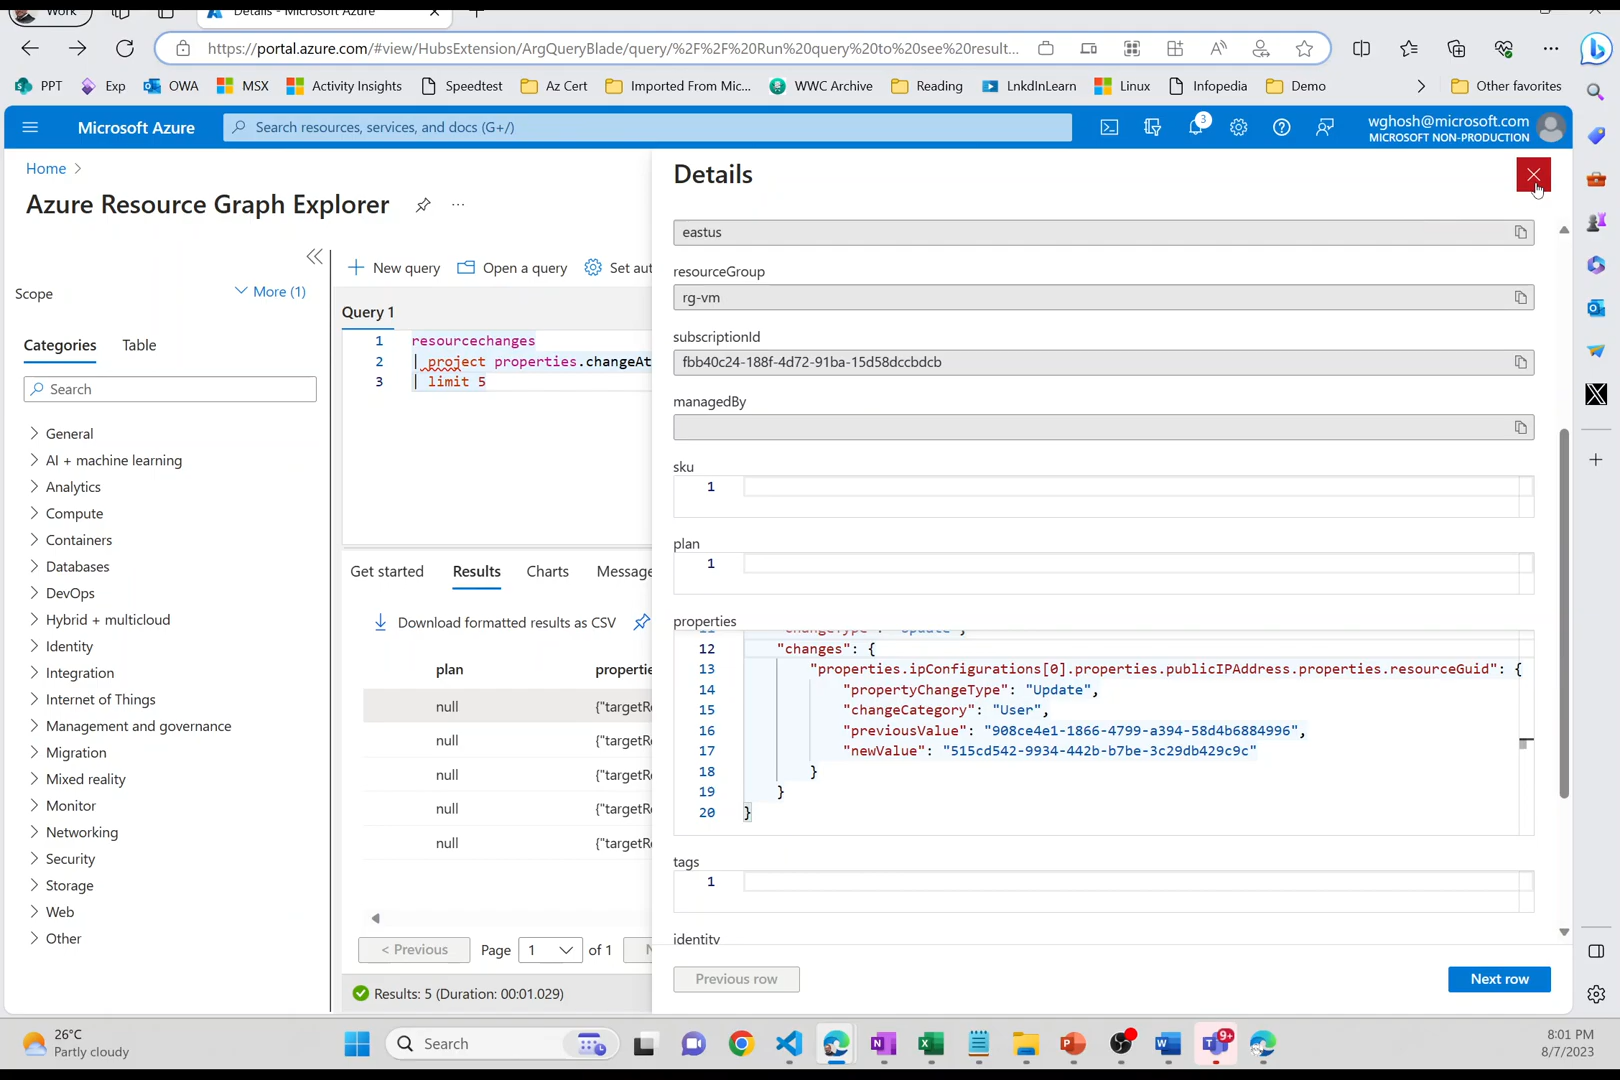 Work
Details - Microsoft Azure
https://portal.azure.com/#view/HubsExtension/ArgQueryBlade/query/%2F%2F%20Run%20query%20to%20see%20result...
PPT Exp OWA MSX Activity Insights Speedtest Az Cert Imported From Mic... WWC Archive Reading LnkdInLearn Linux Infopedia Demo Other favorites
Microsoft Azure
Search resources, services, and docs (G+/)
3
wghosh@microsoft.com
MICROSOFT NON-PRODUCTION
Home
Azure Resource Graph Explorer
Scope
More (1)
Categories Table
Search
General
AI + machine learning
Analytics
Compute
Containers
Databases
DevOps
Hybrid + multicloud
Identity
Integration
Internet of Things
Management and governance
Migration
Mixed reality
Monitor
Networking
Security
Storage
Web
Other
New query Open a query Set aut
Query 1
1 resourcechanges
2 | project properties.changeAt
3 | limit 5
Get started Results Charts Message
Download formatted results as CSV
plan propertie
null {"targetRe
null {"targetRe
null {"targetRe
null {"targetRe
null {"targetRe
< Previous Page 1 of 1 N
Results: 5 (Duration: 00:01.029)
Details
eastus
resourceGroup
rg-vm
subscriptionId
fbb40c24-188f-4d72-91ba-15d58dccbdcb
managedBy
sku
1
plan
1
properties
11 "changeType": "Update",
12 "changes": {
13 "properties.ipConfigurations[0].properties.publicIPAddress.properties.resourceGuid": {
14 "propertyChangeType": "Update",
15 "changeCategory": "User",
16 "previousValue": "908ce4e1-1866-4799-a394-58d4b6884996",
17 "newValue": "515cd542-9934-442b-b7be-3c29db429c9c"
18 }
19 }
20 }
tags
1
identity
Previous row Next row
26°C
Partly cloudy
Search
9+
8:01 PM
8/7/2023